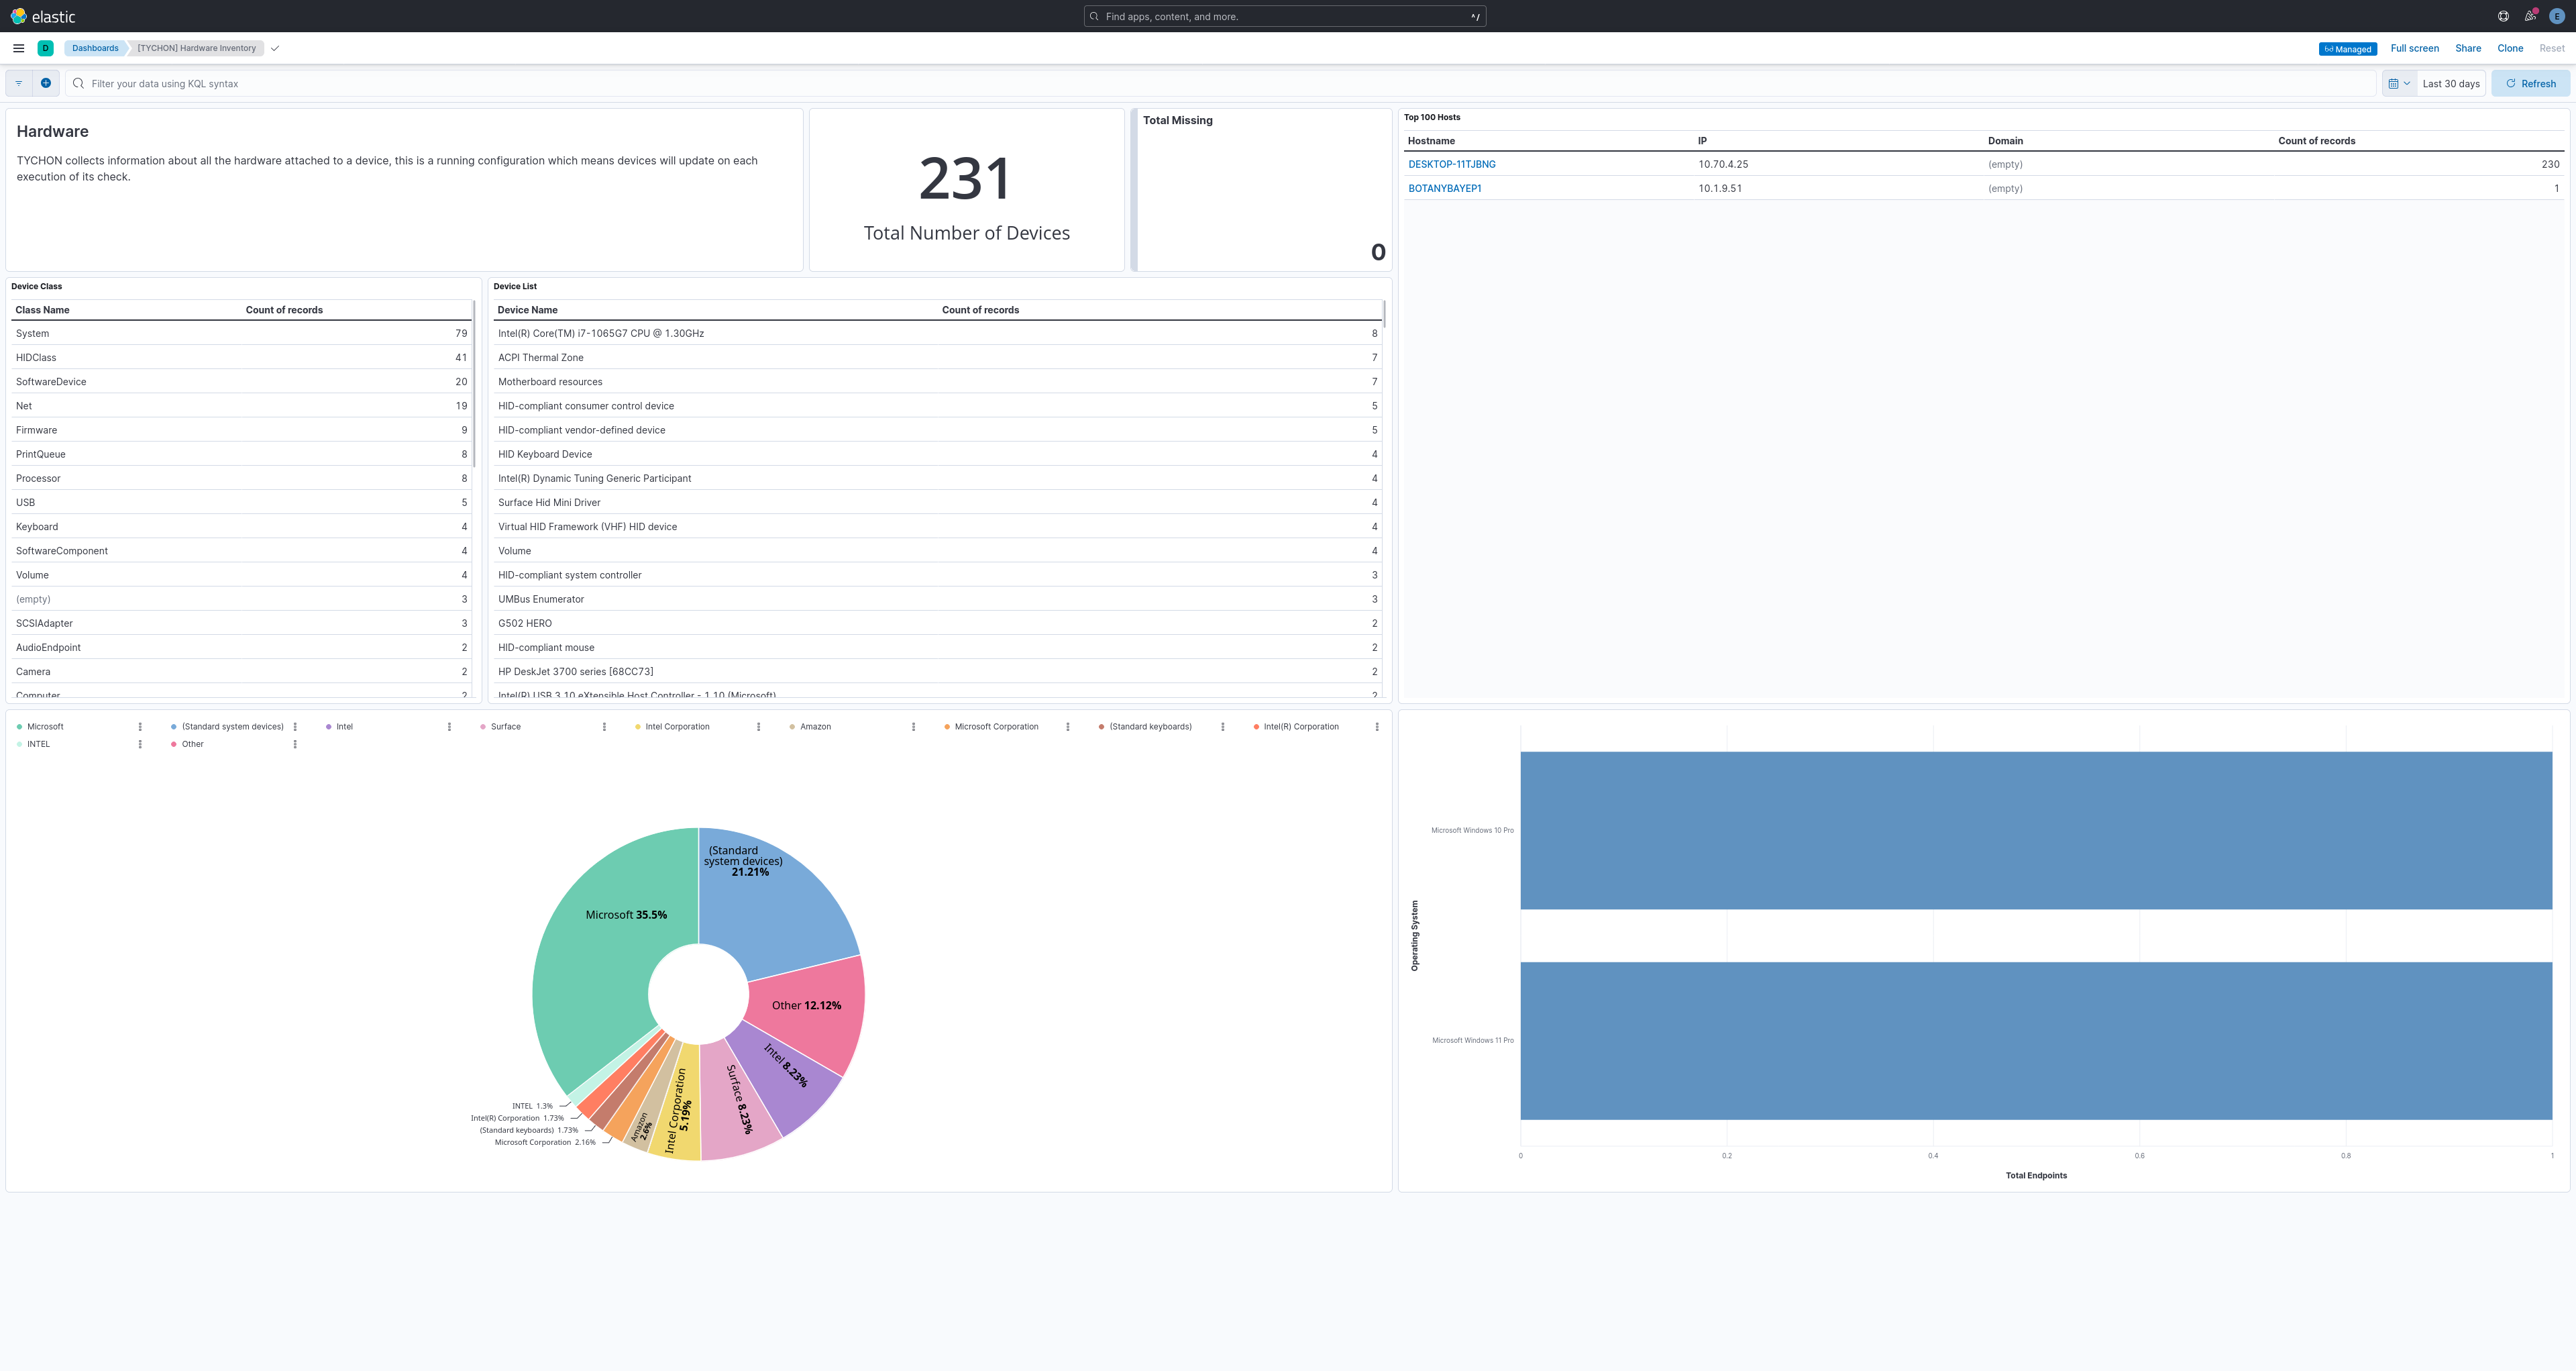 elastic
Find apps, content, and more.
^/
E
D
Dashboards
[TYCHON] Hardware Inventory
Managed
Full screen
Share
Clone
Reset
Filter your data using KQL syntax
Last 30 days
Refresh
Hardware
TYCHON collects information about all the hardware attached to a device, this is a running configuration which means devices will update on each
execution of its check.
231
Total Number of Devices
Total Missing
0
Top 100 Hosts
Hostname IP Domain Count of records
DESKTOP-11TJBNG 10.70.4.25 (empty) 230
BOTANYBAYEP1 10.1.9.51 (empty) 1
Device Class
Class Name Count of records
System 79
HIDClass 41
SoftwareDevice 20
Net 19
Firmware 9
PrintQueue 8
Processor 8
USB 5
Keyboard 4
SoftwareComponent 4
Volume 4
(empty) 3
SCSIAdapter 3
AudioEndpoint 2
Camera 2
Computer 2
Device List
Device Name Count of records
Intel(R) Core(TM) i7-1065G7 CPU @ 1.30GHz 8
ACPI Thermal Zone 7
Motherboard resources 7
HID-compliant consumer control device 5
HID-compliant vendor-defined device 5
HID Keyboard Device 4
Intel(R) Dynamic Tuning Generic Participant 4
Surface Hid Mini Driver 4
Virtual HID Framework (VHF) HID device 4
Volume 4
HID-compliant system controller 3
UMBus Enumerator 3
G502 HERO 2
HID-compliant mouse 2
HP DeskJet 3700 series [68CC73] 2
Intel(R) USB 3.10 eXtensible Host Controller - 1.10 (Microsoft) 2
Microsoft (Standard system devices) Intel Surface Intel Corporation Amazon Microsoft Corporation (Standard keyboards) Intel(R) Corporation
INTEL Other
(Standard
system devices)
21.21%
Microsoft 35.5%
Other 12.12%
Intel 8.23%
Surface 8.23%
Intel Corporation
5.19%
Amazon
2.6%
INTEL 1.3%
Intel(R) Corporation 1.73%
(Standard keyboards) 1.73%
Microsoft Corporation 2.16%
Operating System
Microsoft Windows 10 Pro
Microsoft Windows 11 Pro
0 0.2 0.4 0.6 0.8 1
Total Endpoints